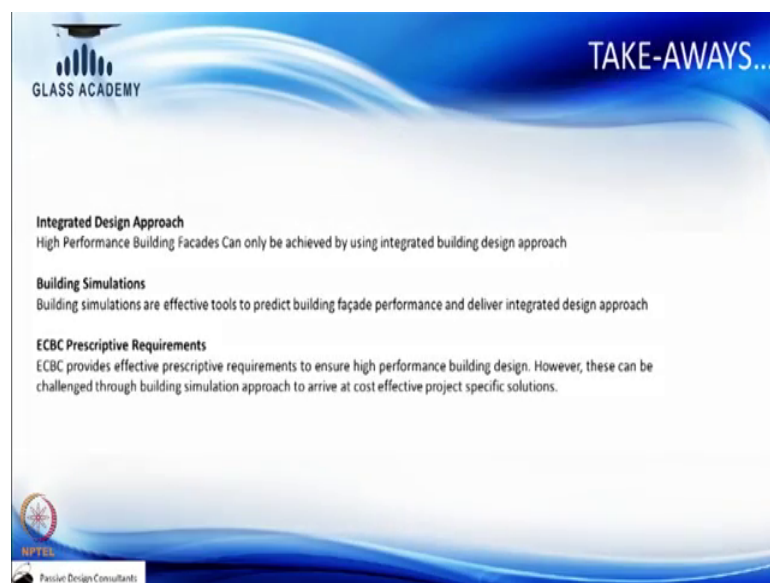 GLASS ACADEMY
TAKE-AWAYS...
Integrated Design Approach
High Performance Building Facades Can only be achieved by using integrated building design approach
Building Simulations
Building simulations are effective tools to predict building façade performance and deliver integrated design approach
ECBC Prescriptive Requirements
ECBC provides effective prescriptive requirements to ensure high performance building design. However, these can be
challenged through building simulation approach to arrive at cost effective project specific solutions.
NPTEL
Passive Design Consultants